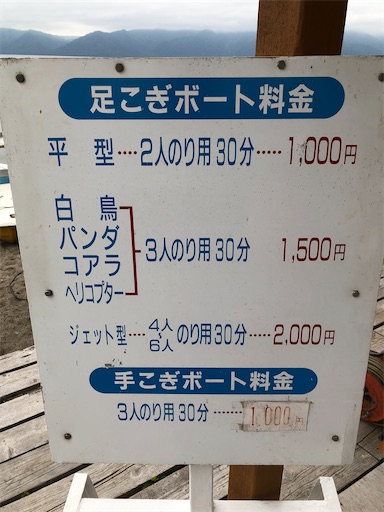 足こぎボート料金
平 型‥‥2人のり用30分‥‥‥1,000円
白 鳥
パンダ
コアラ
ヘリコプター
3人のり用30分 1,500円
ジェット型‥‥4人 6人のり用30分‥‥2,000円
手こぎボート料金
3人のり用30分‥‥‥1,000円